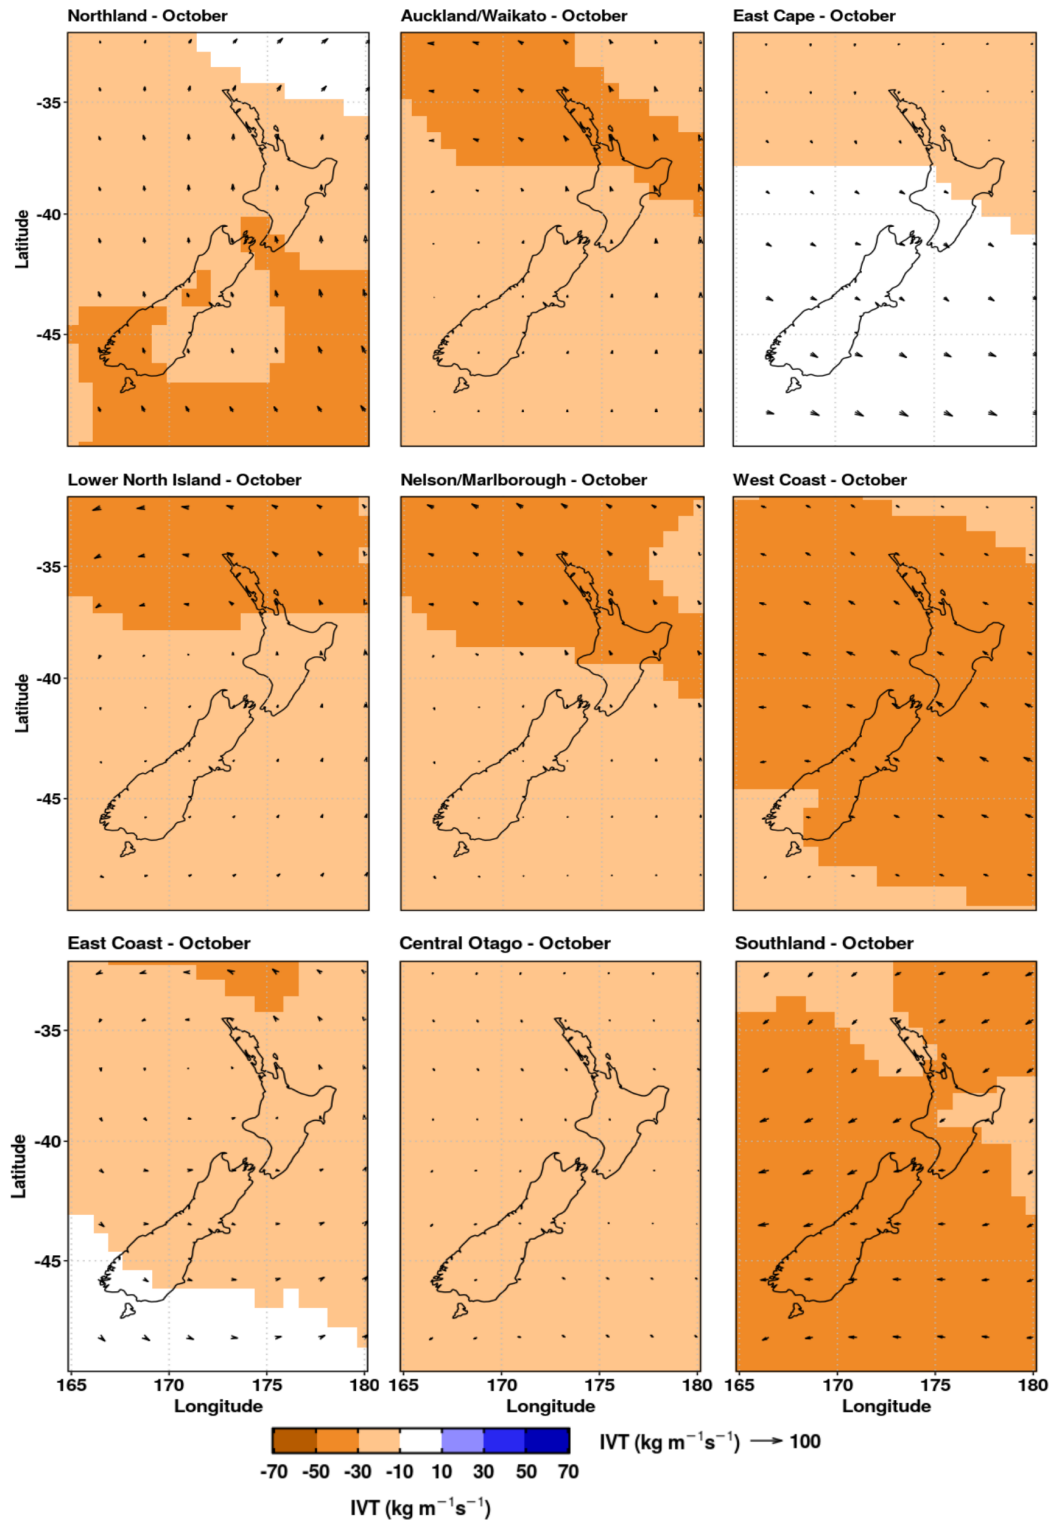 Northland - October
Auckland/Waikato - October
East Cape - October
-35
-40
-45
Latitude
Lower North Island - October
Nelson/Marlborough - October
West Coast - October
-35
-40
-45
Latitude
East Coast - October
Central Otago - October
Southland - October
-35
-40
-45
Latitude
165 170 175 180 165 170 175 180 165 170 175 180
Longitude Longitude Longitude
IVT (kg m−1s−1) 100
-70 -50 -30 -10 10 30 50 70
IVT (kg m−1s−1)